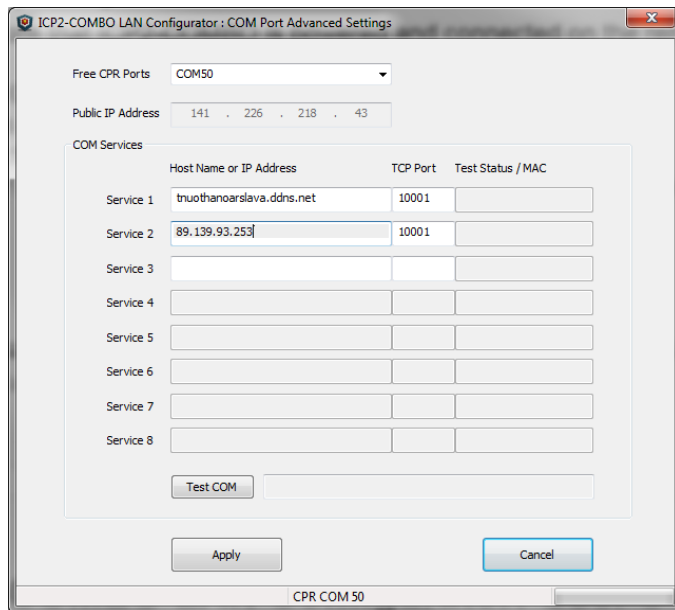 ICP2-COMBO LAN Configurator : COM Port Advanced Settings
Free CPR Ports COM50
Public IP Address 141 . 226 . 218 . 43
COM Services
Host Name or IP Address TCP Port Test Status / MAC
Service 1 tnuothanoarslava.ddns.net 10001
Service 2 89.139.93.253 10001
Service 3
Service 4
Service 5
Service 6
Service 7
Service 8
Test COM
Apply Cancel
CPR COM 50